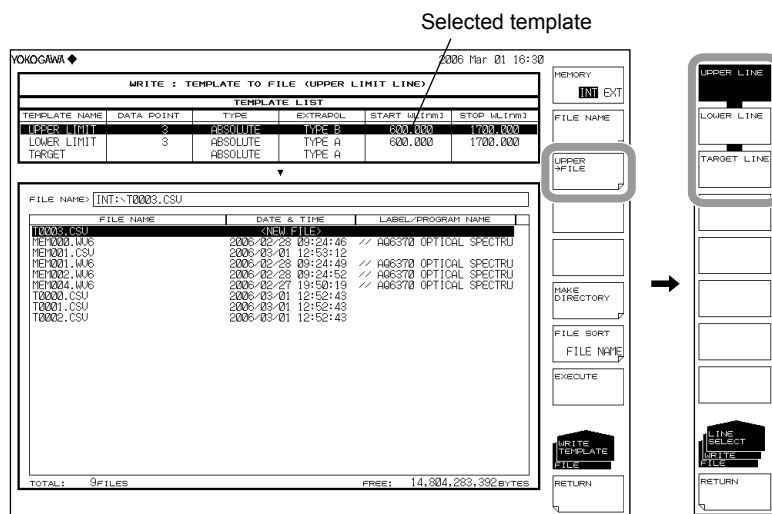 Selected template
YOKOGAWA ◆ 2006 Mar 01 16:30
WRITE : TEMPLATE TO FILE (UPPER LIMIT LINE)
TEMPLATE LIST
TEMPLATE NAME DATA POINT TYPE EXTRAPOL START WL[nm] STOP WL[nm]
UPPER LIMIT 3 ABSOLUTE TYPE B 600.000 1700.000
LOWER LIMIT 3 ABSOLUTE TYPE A 600.000 1700.000
TARGET ABSOLUTE TYPE A
FILE NAME> INT:\T0003.CSV
FILE NAME DATE & TIME LABEL/PROGRAM NAME
T0003.CSV <NEW FILE>
MEM000.WV6 2006/02/28 09:24:46 // AQ6370 OPTICAL SPECTRU
MEM001.CSV 2006/03/01 12:53:12
MEM001.WV6 2006/02/28 09:24:49 // AQ6370 OPTICAL SPECTRU
MEM002.WV6 2006/02/28 09:24:52 // AQ6370 OPTICAL SPECTRU
MEM004.WV6 2006/02/27 19:50:19 // AQ6370 OPTICAL SPECTRU
T0000.CSV 2006/03/01 12:52:43
T0001.CSV 2006/03/01 12:52:43
T0002.CSV 2006/03/01 12:52:43
TOTAL: 9FILES FREE: 14,804,283,392BYTES
MEMORY
INT EXT
FILE NAME
UPPER
→FILE
MAKE
DIRECTORY
FILE SORT
FILE NAME
EXECUTE
WRITE
TEMPLATE
FILE
RETURN
UPPER LINE
LOWER LINE
TARGET LINE
LINE
SELECT
WRITE
FILE
RETURN